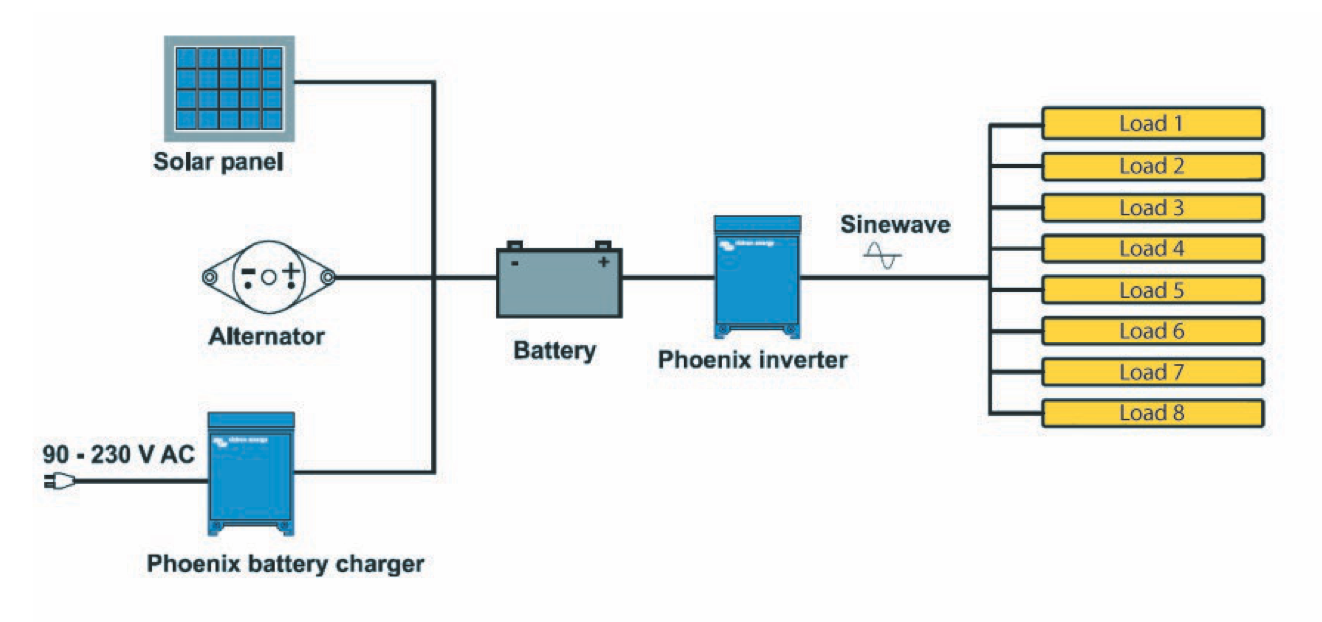 Solar panel
Alternator
90 - 230 V AC
Phoenix battery charger
- +
Battery
Phoenix inverter
Sinewave
Load 1
Load 2
Load 3
Load 4
Load 5
Load 6
Load 7
Load 8